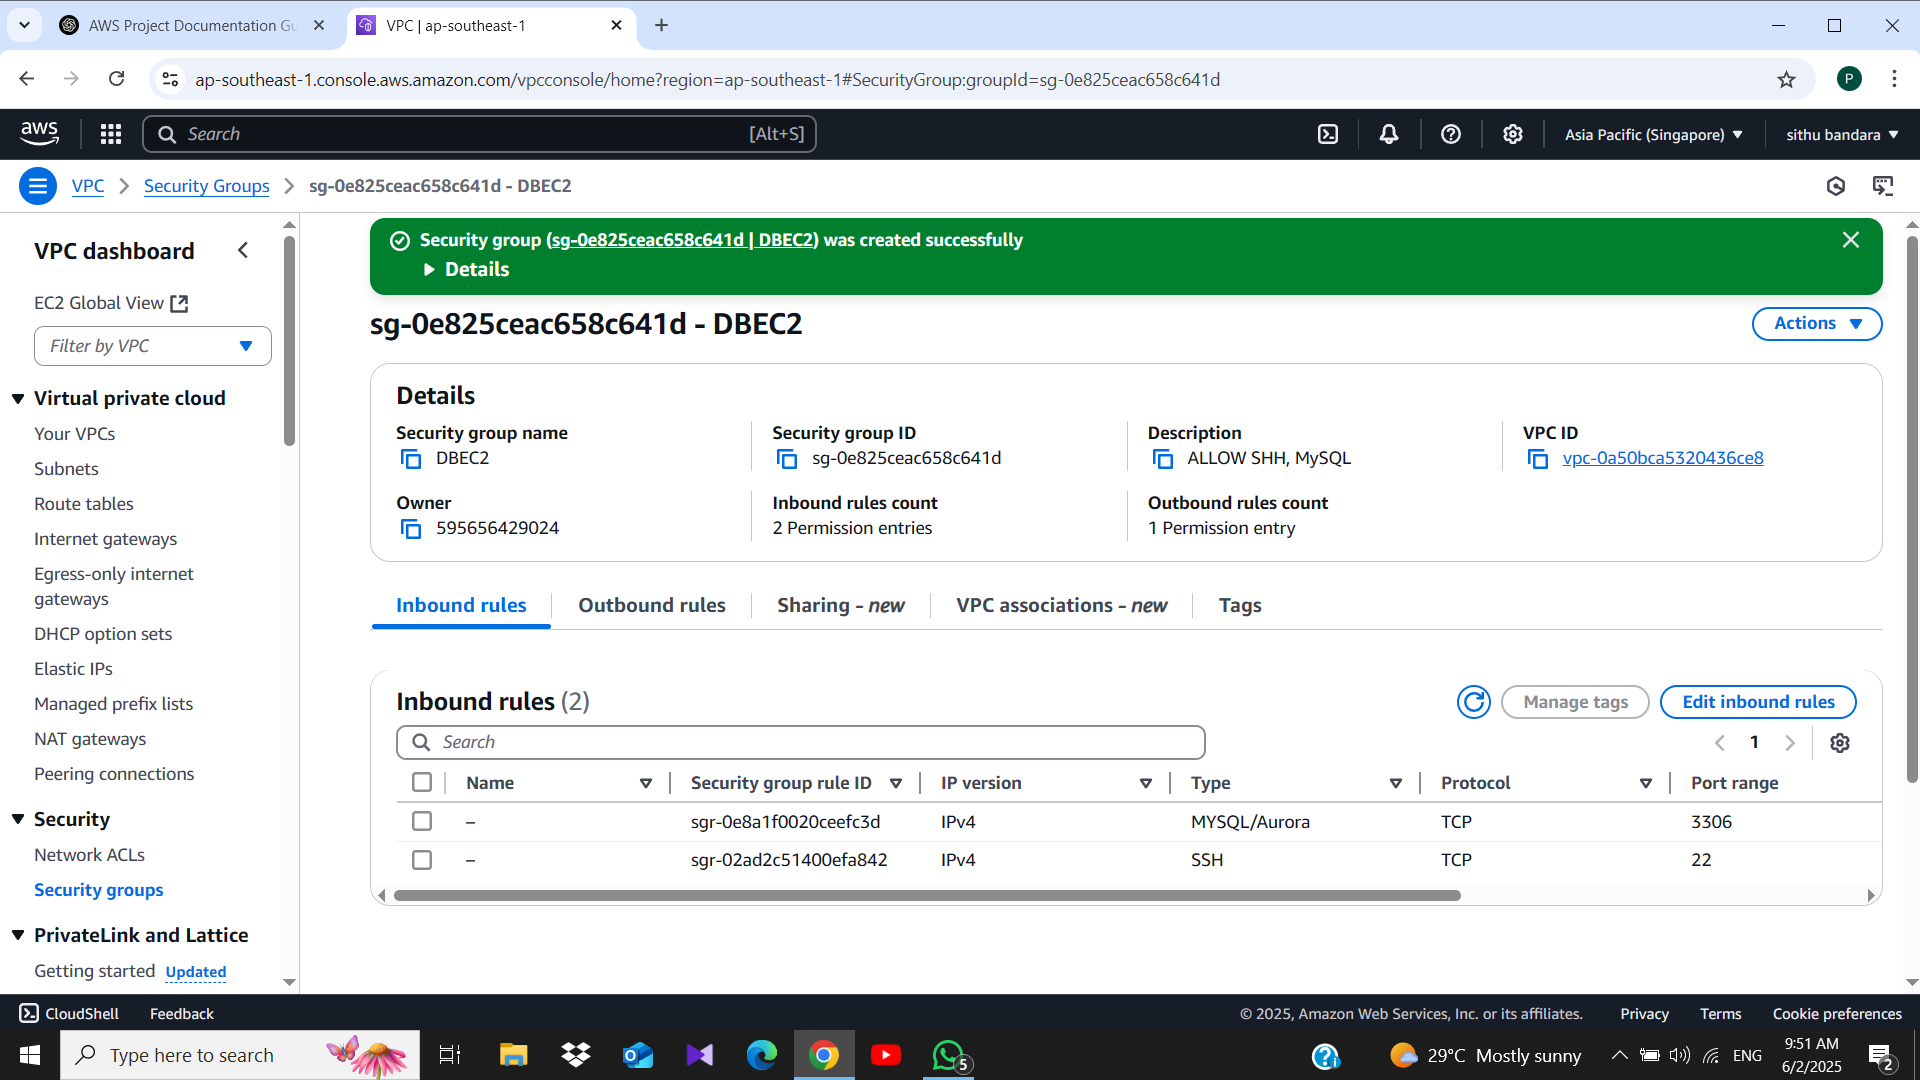 AWS Project Documentation Gu
VPC | ap-southeast-1
ap-southeast-1.console.aws.amazon.com/vpcconsole/home?region=ap-southeast-1#SecurityGroup:groupId=sg-0e825ceac658c641d
P
aws
Search
[Alt+S]
Asia Pacific (Singapore)
sithu bandara
VPC
Security Groups
sg-0e825ceac658c641d - DBEC2
VPC dashboard
EC2 Global View
Filter by VPC
Virtual private cloud
Your VPCs
Subnets
Route tables
Internet gateways
Egress-only internet
gateways
DHCP option sets
Elastic IPs
Managed prefix lists
NAT gateways
Peering connections
Security
Network ACLs
Security groups
PrivateLink and Lattice
Getting started Updated
Security group (sg-0e825ceac658c641d | DBEC2) was created successfully
Details
sg-0e825ceac658c641d - DBEC2
Actions
Details
Security group name
DBEC2
Security group ID
sg-0e825ceac658c641d
Description
ALLOW SHH, MySQL
VPC ID
vpc-0a50bca5320436ce8
Owner
595656429024
Inbound rules count
2 Permission entries
Outbound rules count
1 Permission entry
Inbound rules
Outbound rules
Sharing - new
VPC associations - new
Tags
Inbound rules (2)
Manage tags
Edit inbound rules
Search
1
Name Security group rule ID IP version Type Protocol Port range
– sgr-0e8a1f0020ceefc3d IPv4 MYSQL/Aurora TCP 3306
– sgr-02ad2c51400efa842 IPv4 SSH TCP 22
CloudShell
Feedback
© 2025, Amazon Web Services, Inc. or its affiliates.
Privacy
Terms
Cookie preferences
Type here to search
5
29°C Mostly sunny
ENG
9:51 AM
6/2/2025
2